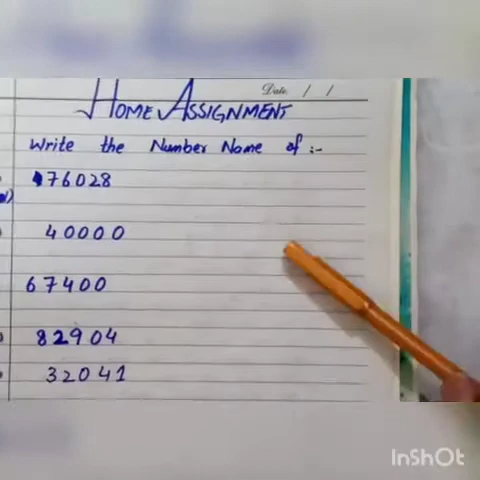 Date / /
HOME ASSIGNMENT
Write the Number Name of :-
76028
40000
67400
82904
32041
InShOt